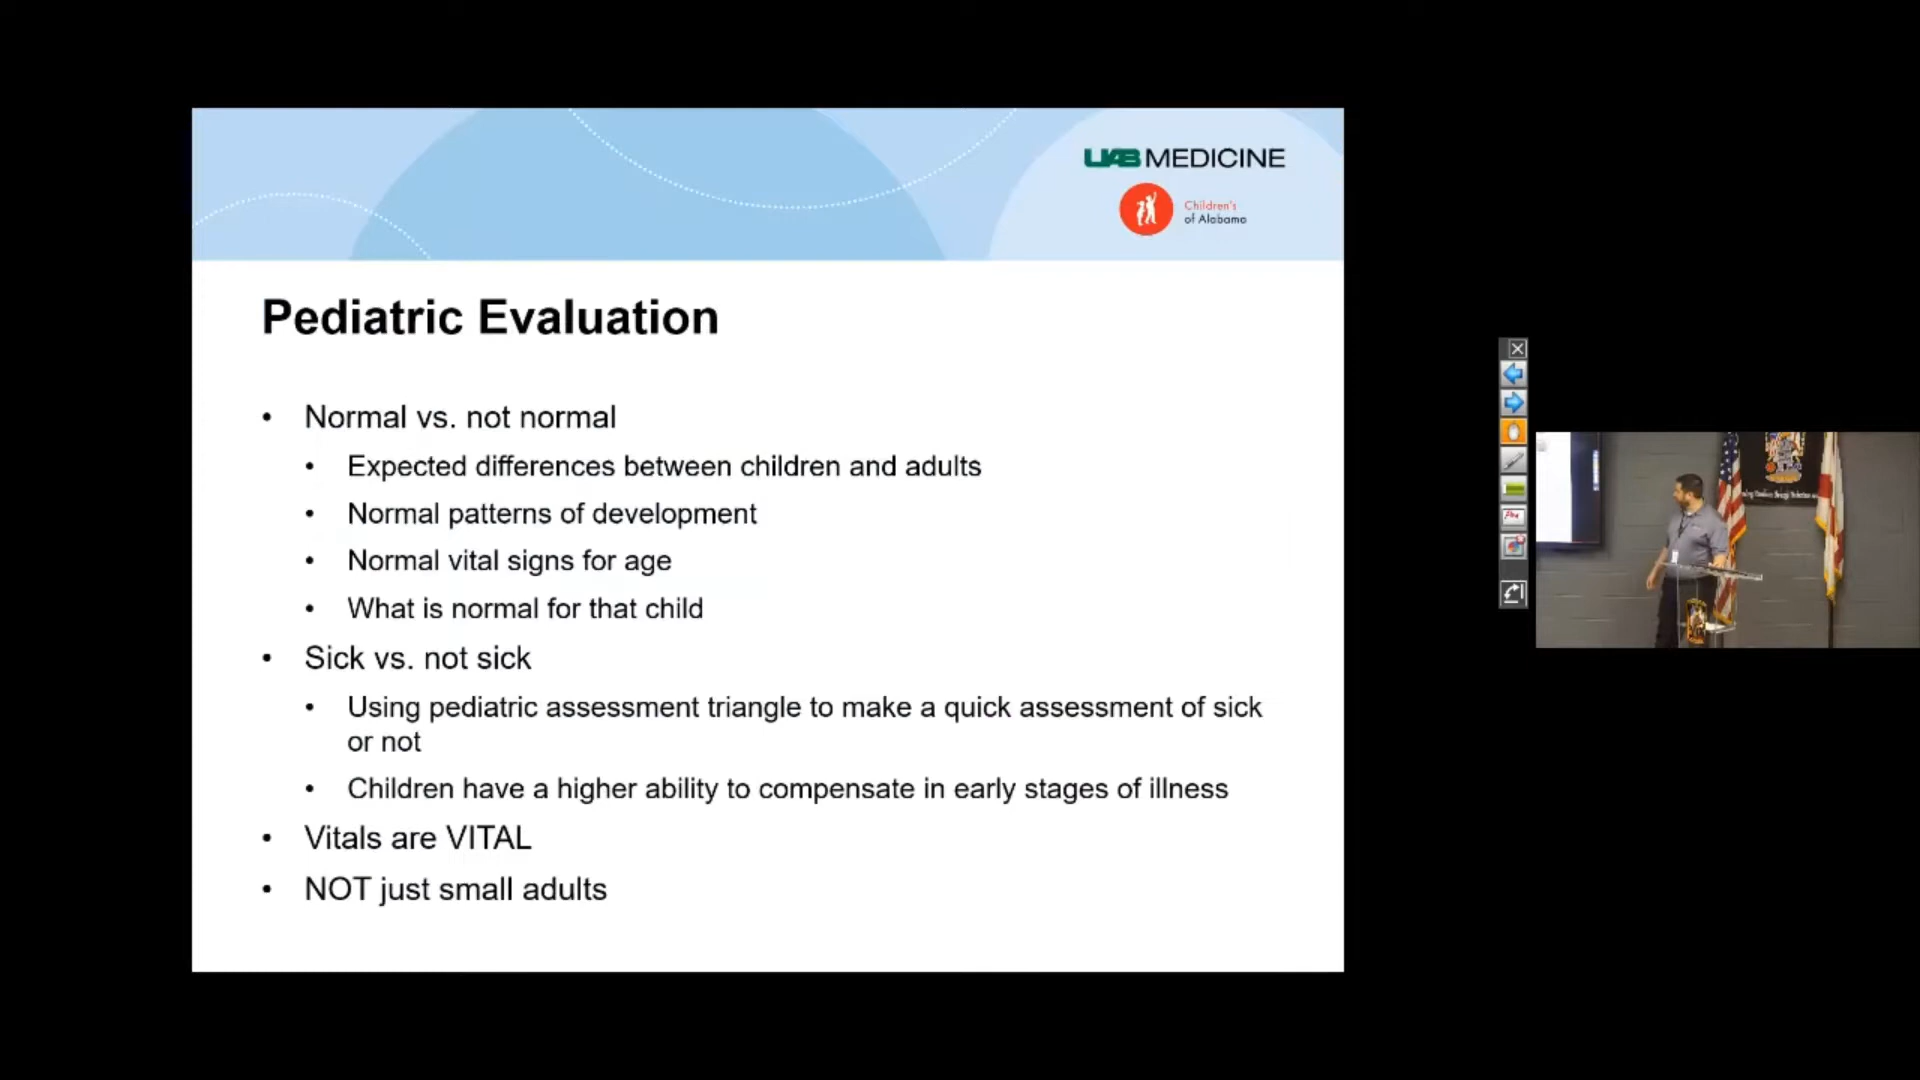 UAB MEDICINE
Children's
of Alabama
Pediatric Evaluation
• Normal vs. not normal
• Expected differences between children and adults
• Normal patterns of development
• Normal vital signs for age
• What is normal for that child
• Sick vs. not sick
• Using pediatric assessment triangle to make a quick assessment of sick
or not
• Children have a higher ability to compensate in early stages of illness
• Vitals are VITAL
• NOT just small adults